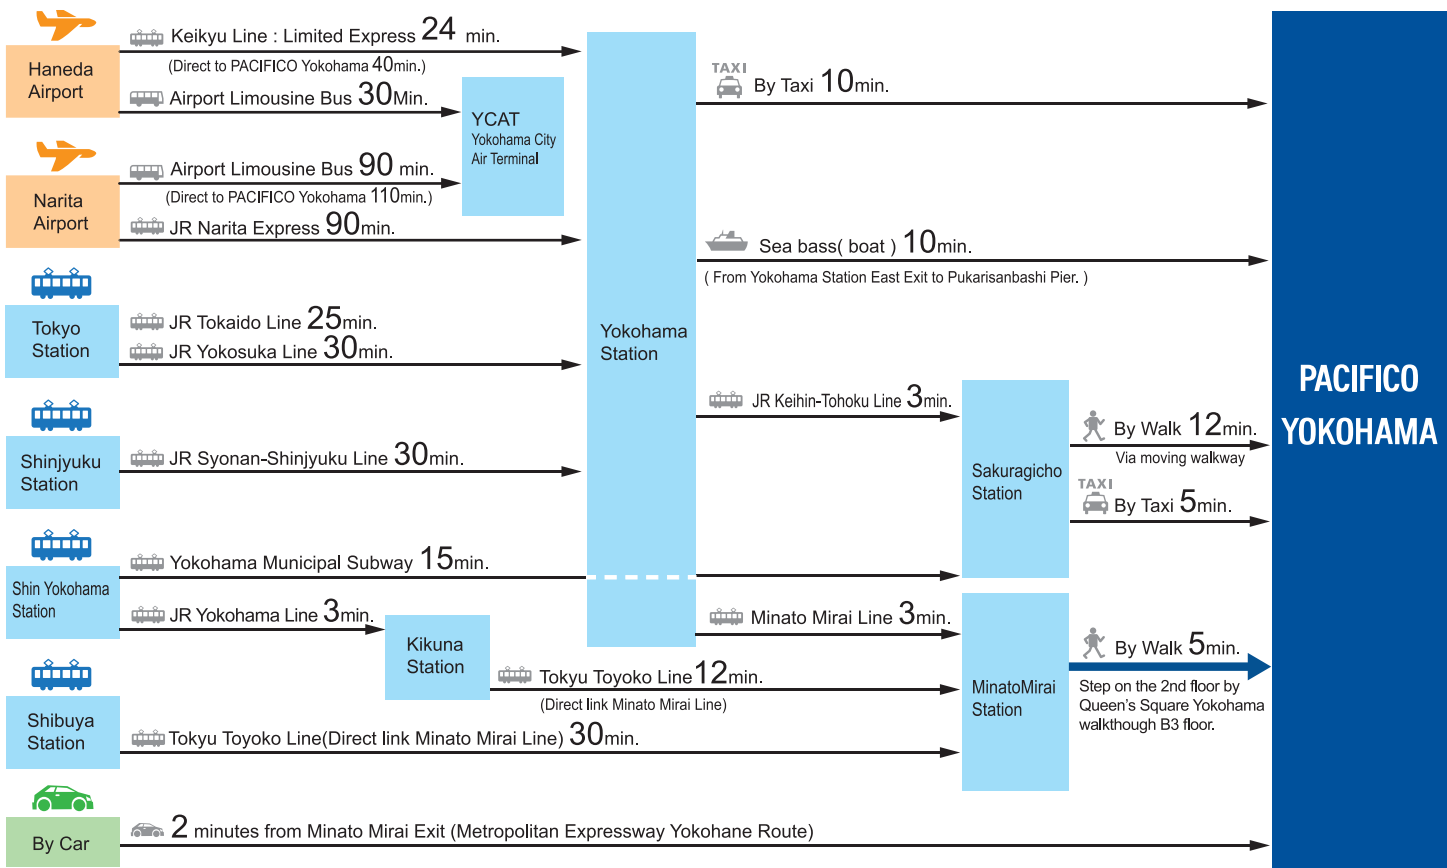 Haneda
Airport
Keikyu Line : Limited Express 24 min.
(Direct to PACIFICO Yokohama 40min.)
Airport Limousine Bus 30Min.
YCAT
Yokohama City
Air Terminal
Narita
Airport
Airport Limousine Bus 90 min.
(Direct to PACIFICO Yokohama 110min.)
JR Narita Express 90min.
Tokyo
Station
JR Tokaido Line 25min.
JR Yokosuka Line 30min.
Shinjyuku
Station
JR Syonan-Shinjyuku Line 30min.
Shin Yokohama
Station
Yokohama Municipal Subway 15min.
JR Yokohama Line 3min.
Kikuna
Station
Tokyu Toyoko Line 12min.
(Direct link Minato Mirai Line)
Shibuya
Station
Tokyu Toyoko Line(Direct link Minato Mirai Line) 30min.
By Car
2 minutes from Minato Mirai Exit (Metropolitan Expressway Yokohane Route)
Yokohama
Station
TAXI
By Taxi 10min.
Sea bass( boat ) 10min.
( From Yokohama Station East Exit to Pukarisanbashi Pier. )
JR Keihin-Tohoku Line 3min.
Sakuragicho
Station
By Walk 12min.
Via moving walkway
TAXI
By Taxi 5min.
Minato Mirai Line 3min.
MinatoMirai
Station
By Walk 5min.
Step on the 2nd floor by
Queen's Square Yokohama
walkthough B3 floor.
PACIFICO
YOKOHAMA